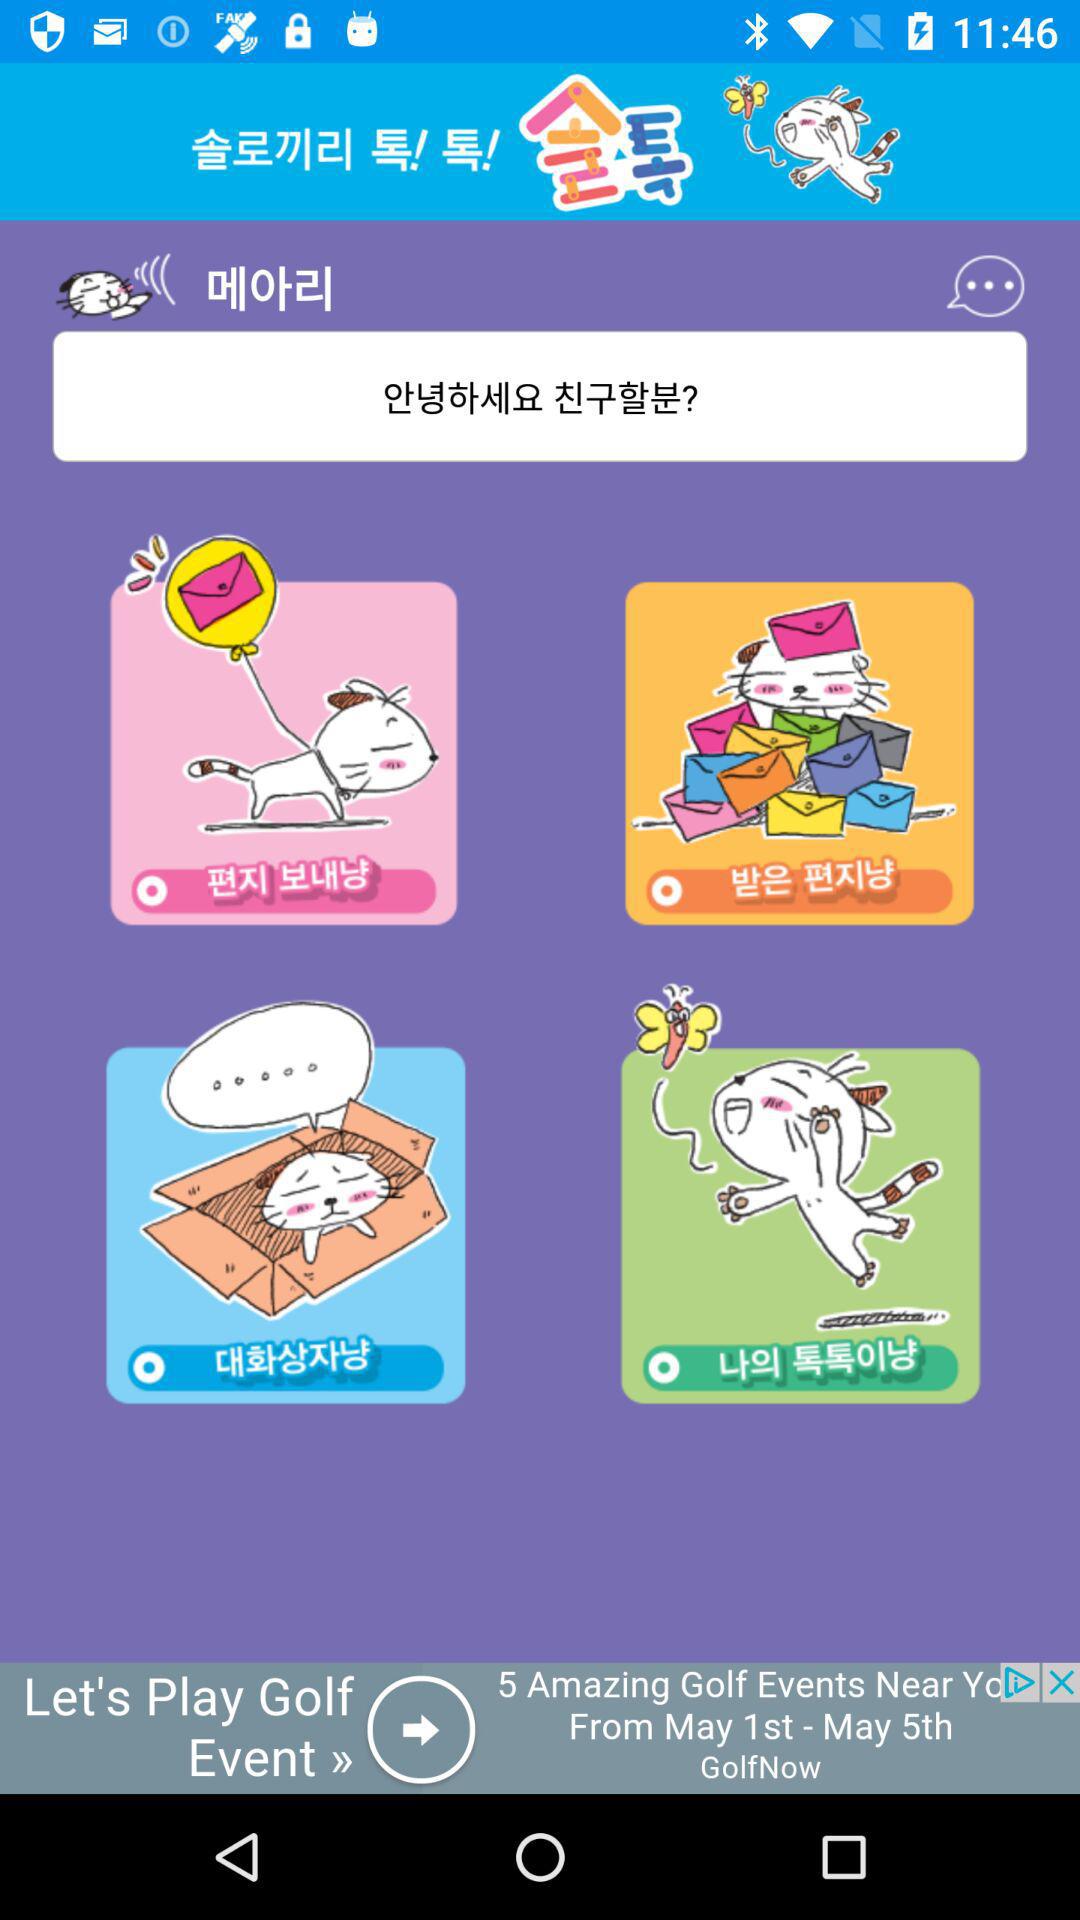 FAKE
11:46
솔로끼리 톡! 톡! 솔톡
메아리
안녕하세요 친구할분?
편지 보내냥
받은 편지냥
대화상자냥
나의 톡톡이냥
Let's Play Golf
Event »
5 Amazing Golf Events Near Yo
From May 1st - May 5th
GolfNow